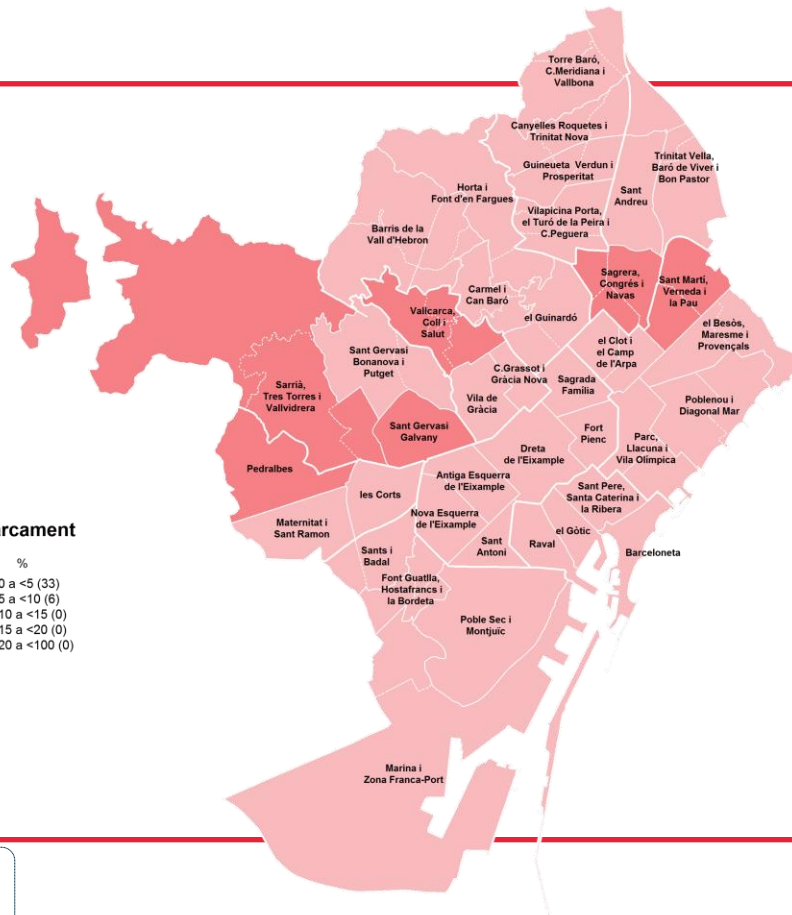 Torre Baró,
C.Meridiana i
Vallbona
Canyelles Roquetes i
Trinitat Nova
Guineueta Verdun i
Prosperitat
Trinitat Vella,
Baró de Viver i
Bon Pastor
Sant
Andreu
Horta i
Font d'en Fargues
Vilapicina Porta,
el Turó de la Peira i
C.Peguera
Barris de la
Vall d'Hebron
Sagrera,
Congrés i
Navas
Sant Martí,
Verneda i
la Pau
Carmel i
Can Baró
Vallcarca,
Coll i
Salut
el Guinardó
el Besòs,
Maresme i
Provençals
el Clot i
el Camp
de l'Arpa
Sant Gervasi
Bonanova i
Putget
C.Grassot i
Gràcia Nova
Sagrada
Família
Sarrià,
Tres Torres i
Vallvidrera
Vila de
Gràcia
Poblenou i
Diagonal Mar
Sant Gervasi
Galvany
Fort
Pienc
Parc,
Llacuna i
Vila Olímpica
Dreta
de l'Eixample
Pedralbes
Antiga Esquerra
de l'Eixample
Sant Pere,
Santa Caterina i
la Ribera
les Corts
Nova Esquerra
de l'Eixample
Maternitat i
Sant Ramon
el Gòtic
Sant
Antoni
Raval
Barceloneta
Sants i
Badal
Font Guatlla,
Hostafrancs i
la Bordeta
Poble Sec i
Montjuïc
Marina i
Zona Franca-Port
arcament
%
0 a <5 (33)
5 a <10 (6)
10 a <15 (0)
15 a <20 (0)
20 a <100 (0)